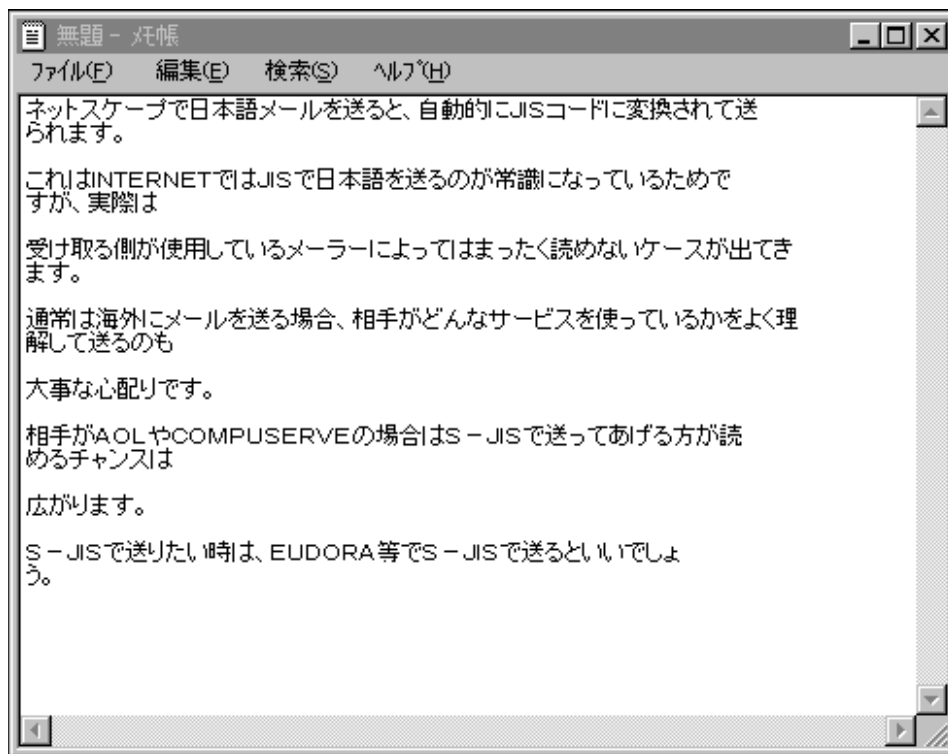 無題 - ﾒﾓ帳
ﾌｧｲﾙ(F) 編集(E) 検索(S) ﾍﾙﾌﾟ(H)
ネットスケープで日本語メールを送ると、自動的にJISコードに変換されて送
られます。
これはINTERNETではJISで日本語を送るのが常識になっているためで
すが、実際は
受け取る側が使用しているメーラーによってはまったく読めないケースが出てき
ます。
通常は海外にメールを送る場合、相手がどんなサービスを使っているかをよく理
解して送るのも
大事な心配りです。
相手がAOLやCOMPUSERVEの場合はS－JISで送ってあげる方が読
めるチャンスは
広がります。
S－JISで送りたい時は、EUDORA等でS－JISで送るといいでしょ
う。